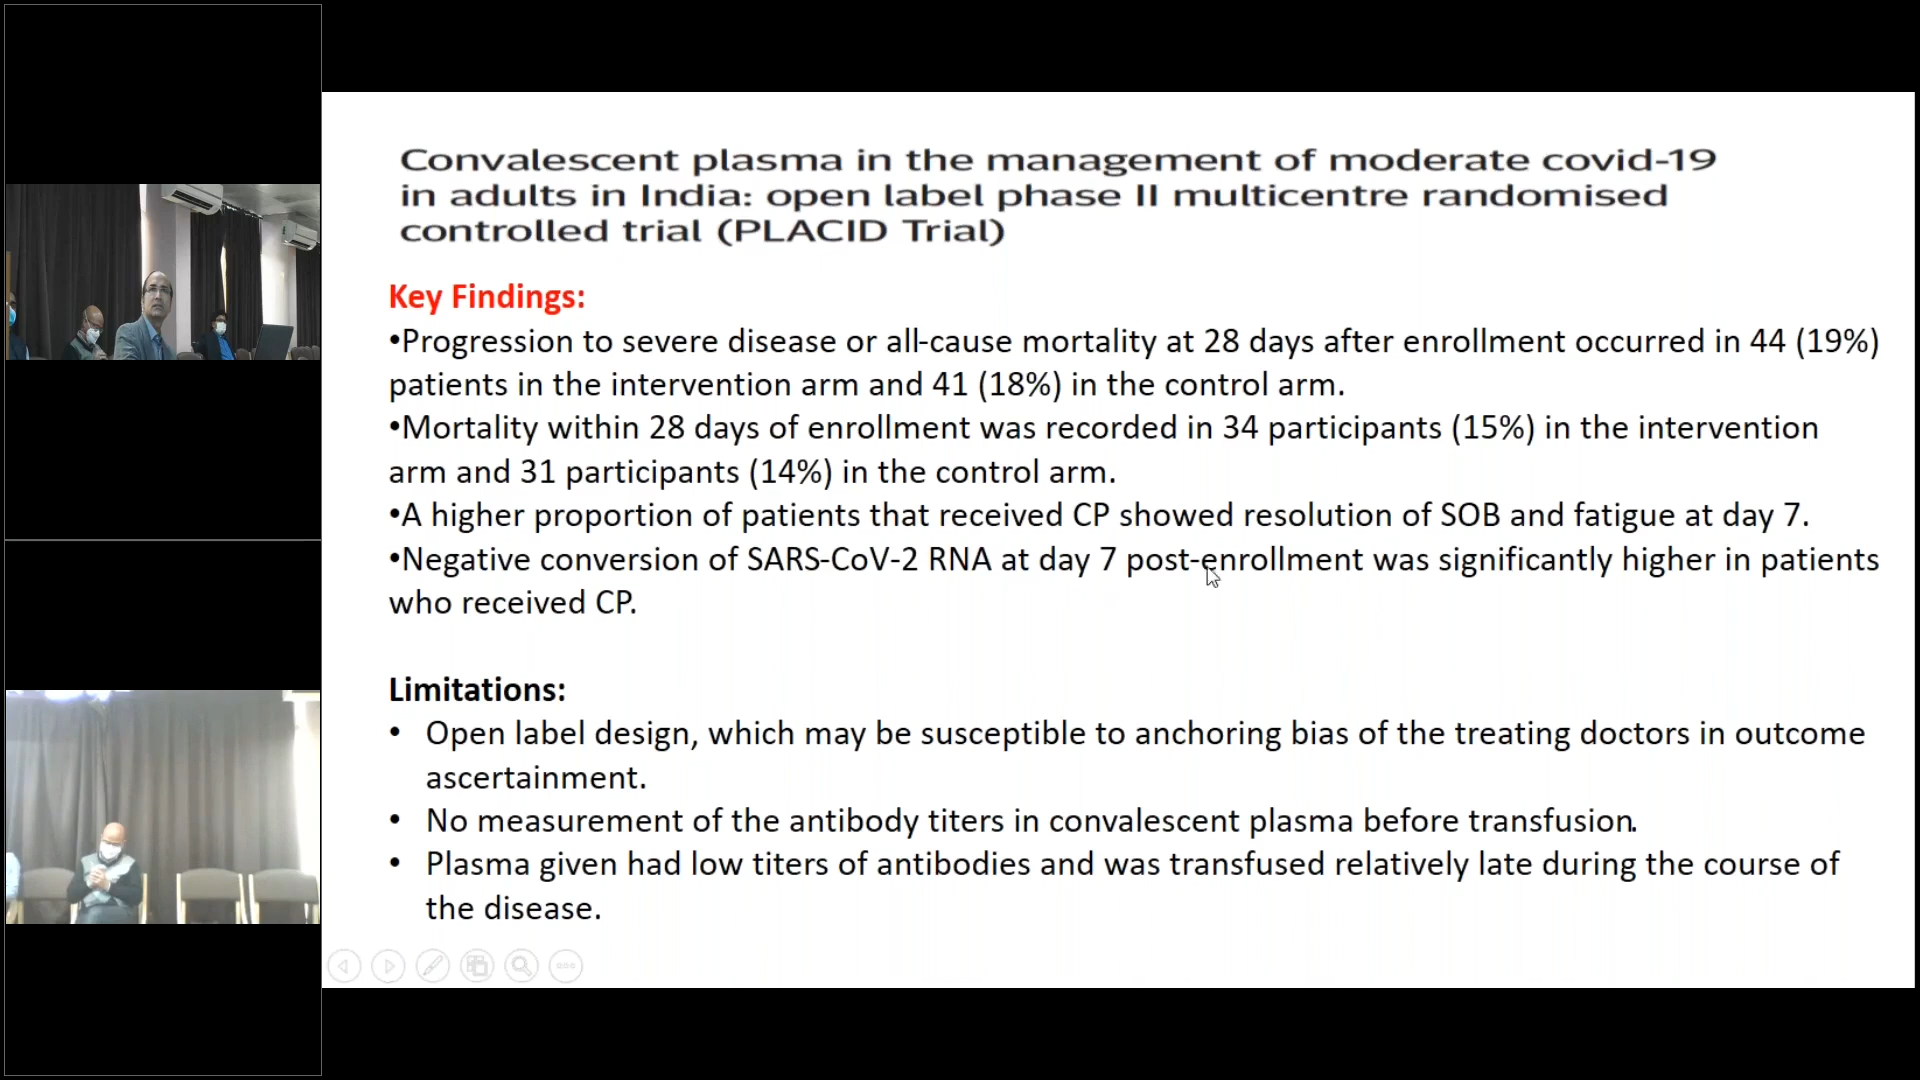 Convalescent plasma in the management of moderate covid-19
in adults in India: open label phase II multicentre randomised
controlled trial (PLACID Trial)
Key Findings:
•Progression to severe disease or all-cause mortality at 28 days after enrollment occurred in 44 (19%)
patients in the intervention arm and 41 (18%) in the control arm.
•Mortality within 28 days of enrollment was recorded in 34 participants (15%) in the intervention
arm and 31 participants (14%) in the control arm.
•A higher proportion of patients that received CP showed resolution of SOB and fatigue at day 7.
•Negative conversion of SARS-CoV-2 RNA at day 7 post-enrollment was significantly higher in patients
who received CP.
Limitations:
• Open label design, which may be susceptible to anchoring bias of the treating doctors in outcome
ascertainment.
• No measurement of the antibody titers in convalescent plasma before transfusion.
• Plasma given had low titers of antibodies and was transfused relatively late during the course of
the disease.